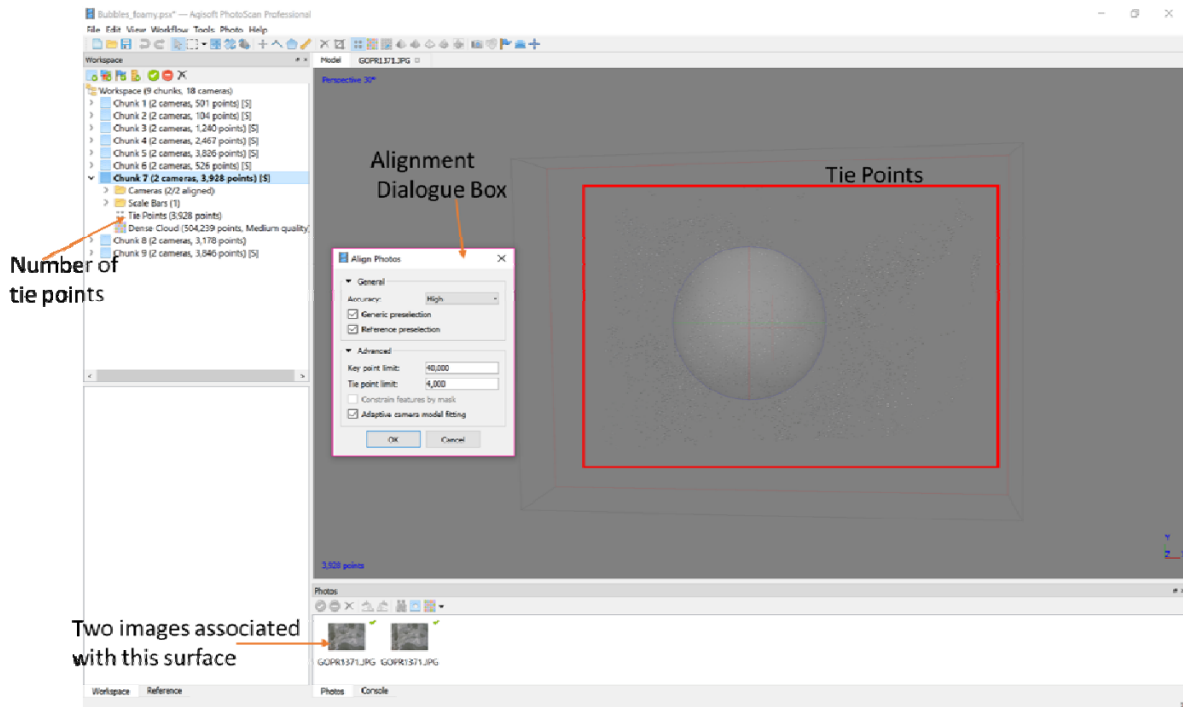 Bubbles_foamy.psx* — Agisoft PhotoScan Professional
File Edit View Workflow Tools Photo Help
Workspace
Model GOPR1371.JPG
Perspective 30°
Workspace (9 chunks, 18 cameras)
Chunk 1 (2 cameras, 501 points) [S]
Chunk 2 (2 cameras, 104 points) [S]
Chunk 3 (2 cameras, 1,240 points) [S]
Chunk 4 (2 cameras, 2,467 points) [S]
Chunk 5 (2 cameras, 3,826 points) [S]
Chunk 6 (2 cameras, 526 points) [S]
Chunk 7 (2 cameras, 3,928 points) [S]
Cameras (2/2 aligned)
Scale Bars (1)
Tie Points (3,928 points)
Dense Cloud (504,239 points, Medium quality)
Chunk 8 (2 cameras, 3,178 points)
Chunk 9 (2 cameras, 3,846 points) [S]
Number of
tie points
Alignment
Dialogue Box
Tie Points
Align Photos
General
Accuracy: High
Generic preselection
Reference preselection
Advanced
Key point limit: 40,000
Tie point limit: 4,000
Constrain features by mask
Adaptive camera model fitting
OK Cancel
Y
Z
3,928 points
Photos
Two images associated
with this surface
GOPR1371.JPG GOPR1371.JPG
Workspace Reference
Photos Console